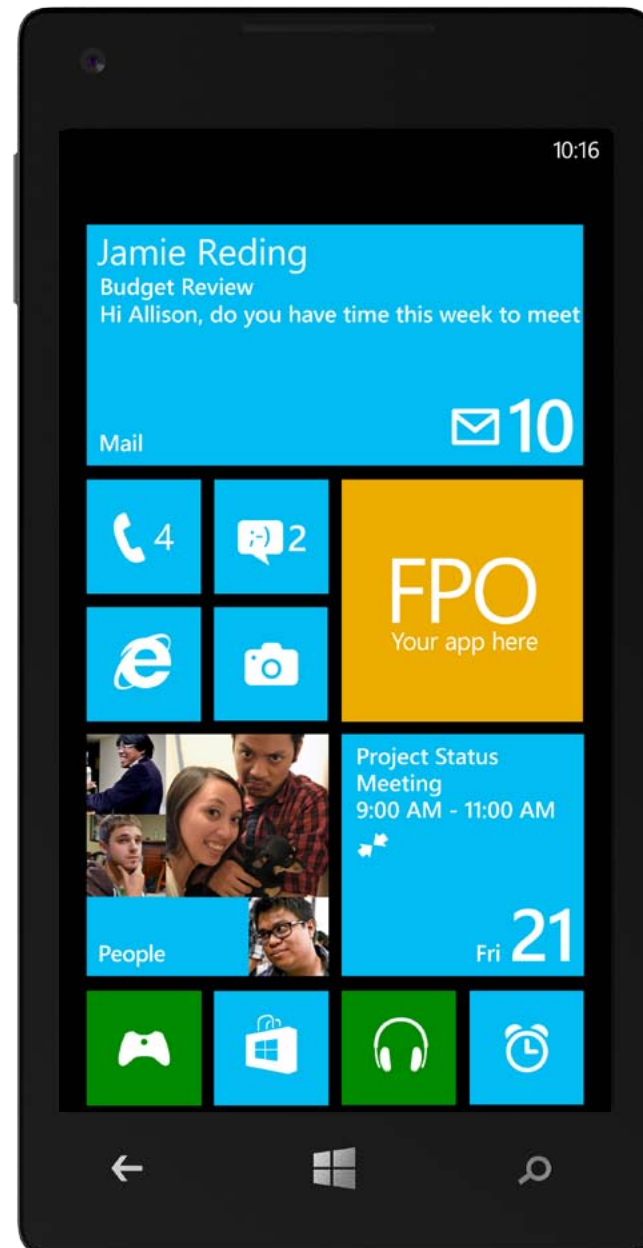 10:16
Jamie Reding
Budget Review
Hi Allison, do you have time this week to meet
Mail
10
4
;-)
2
FPO
Your app here
People
Project Status
Meeting
9:00 AM - 11:00 AM
Fri 21